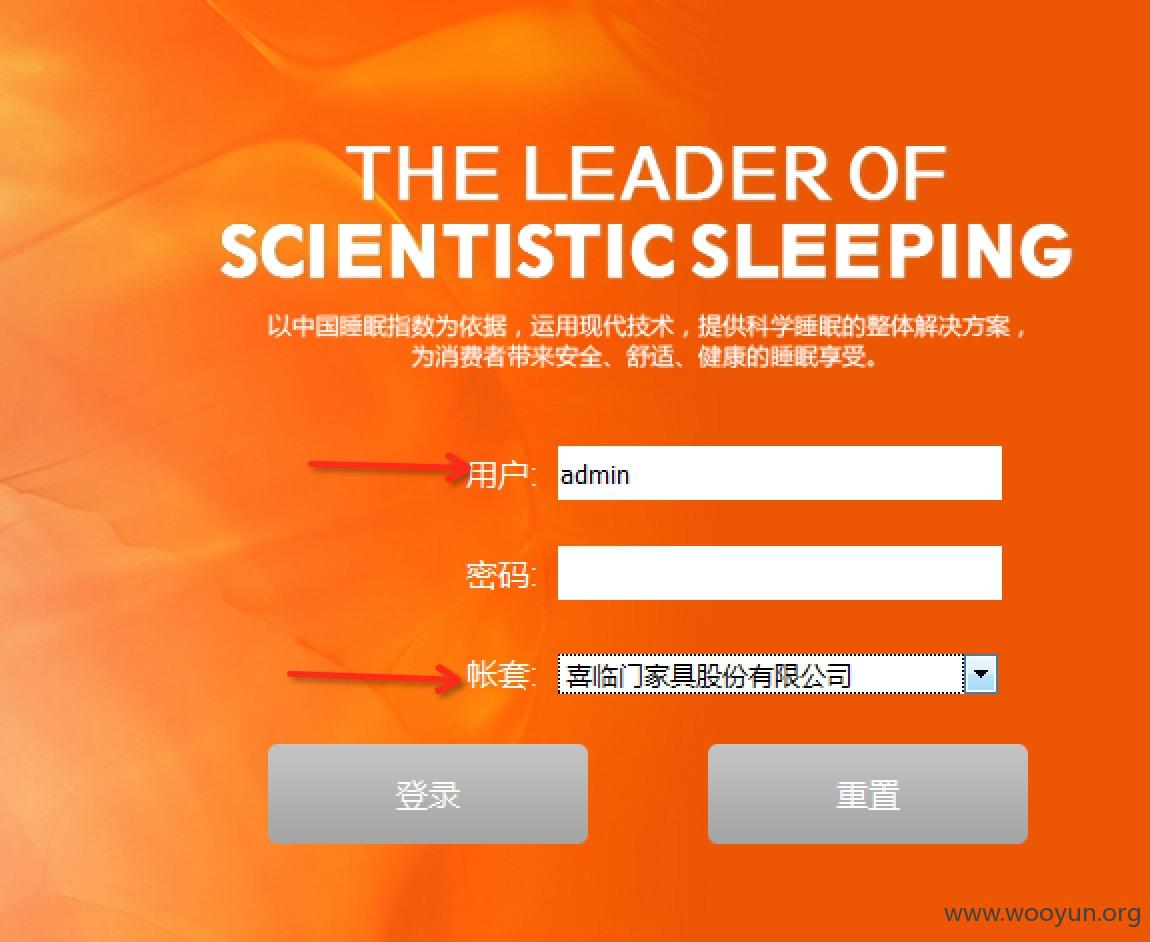 THE LEADER OF
SCIENTISTIC SLEEPING
以中国睡眠指数为依据，运用现代技术，提供科学睡眠的整体解决方案，
为消费者带来安全、舒适、健康的睡眠享受。
用户: admin
密码:
帐套: 喜临门家具股份有限公司
登录 重置
www.wooyun.org